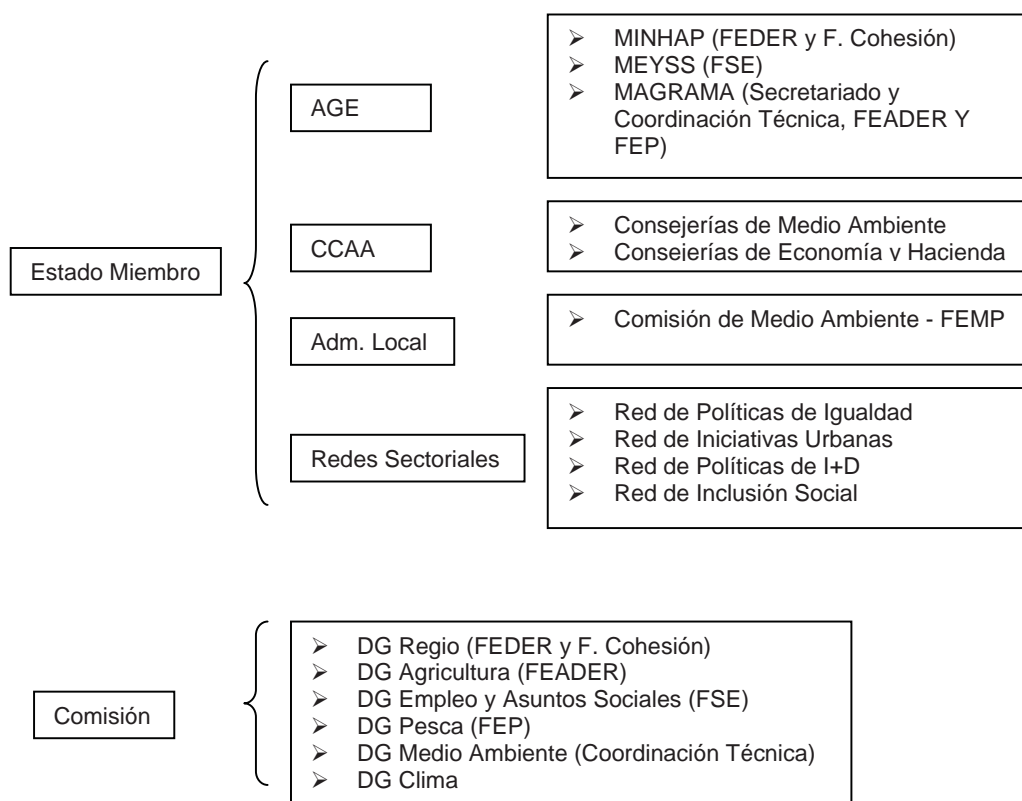 Estado Miembro
AGE
➢ MINHAP (FEDER y F. Cohesión)
➢ MEYSS (FSE)
➢ MAGRAMA (Secretariado y
Coordinación Técnica, FEADER Y
FEP)
CCAA
➢ Consejerías de Medio Ambiente
➢ Consejerías de Economía y Hacienda
Adm. Local
➢ Comisión de Medio Ambiente - FEMP
Redes Sectoriales
➢ Red de Políticas de Igualdad
➢ Red de Iniciativas Urbanas
➢ Red de Políticas de I+D
➢ Red de Inclusión Social
Comisión
➢ DG Regio (FEDER y F. Cohesión)
➢ DG Agricultura (FEADER)
➢ DG Empleo y Asuntos Sociales (FSE)
➢ DG Pesca (FEP)
➢ DG Medio Ambiente (Coordinación Técnica)
➢ DG Clima